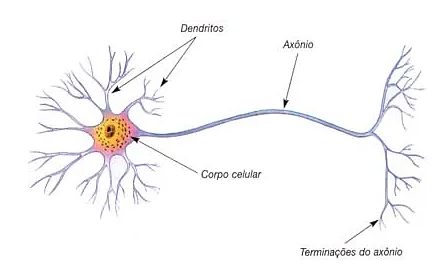 Dendritos
Axônio
Corpo celular
Terminações do axônio